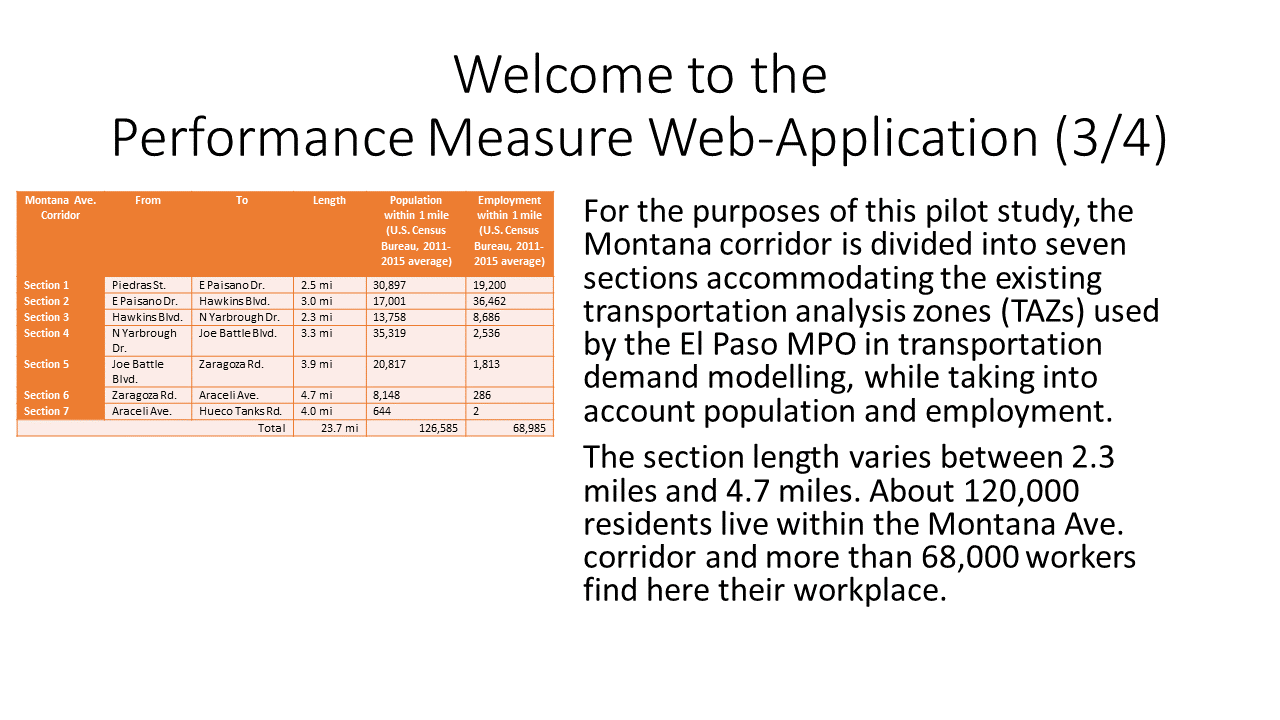 Welcome to the
Performance Measure Web-Application (3/4)
Montana Ave. Corridor From To Length Population within 1 mile (U.S. Census Bureau, 2011-2015 average) Employment within 1 mile (U.S. Census Bureau, 2011-2015 average)
Section 1 Piedras St. E Paisano Dr. 2.5 mi 30,897 19,200
Section 2 E Paisano Dr. Hawkins Blvd. 3.0 mi 17,001 36,462
Section 3 Hawkins Blvd. N Yarbrough Dr. 2.3 mi 13,758 8,686
Section 4 N Yarbrough Dr. Joe Battle Blvd. 3.3 mi 35,319 2,536
Section 5 Joe Battle Blvd. Zaragoza Rd. 3.9 mi 20,817 1,813
Section 6 Zaragoza Rd. Araceli Ave. 4.7 mi 8,148 286
Section 7 Araceli Ave. Hueco Tanks Rd. 4.0 mi 644 2
Total 23.7 mi 126,585 68,985
For the purposes of this pilot study, the
Montana corridor is divided into seven
sections accommodating the existing
transportation analysis zones (TAZs) used
by the El Paso MPO in transportation
demand modelling, while taking into
account population and employment.
The section length varies between 2.3
miles and 4.7 miles. About 120,000
residents live within the Montana Ave.
corridor and more than 68,000 workers
find here their workplace.